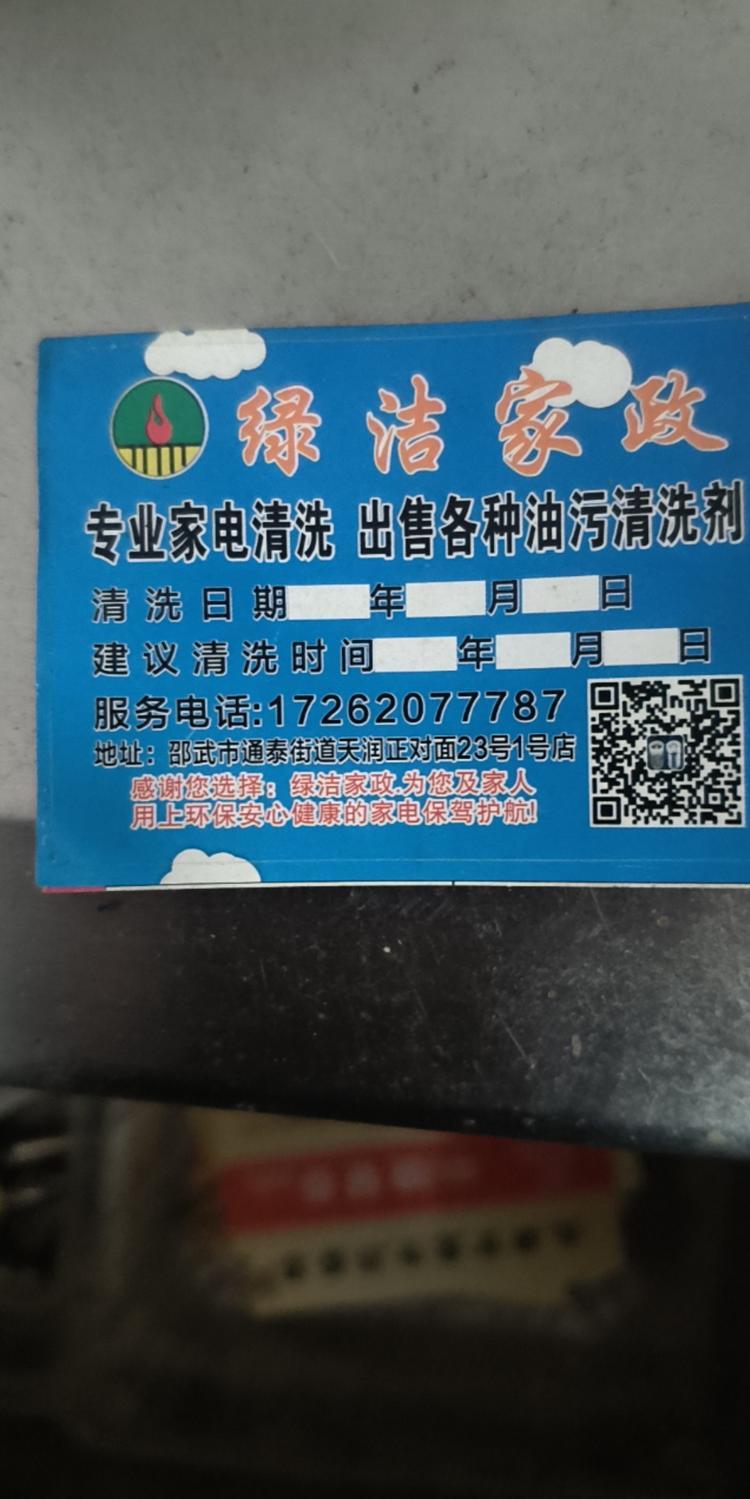 绿洁家政
专业家电清洗 出售各种油污清洗剂
清洗日期 年 月 日
建议清洗时间 年 月 日
服务电话:17262077787
地址：邵武市通泰街道天润正对面23号1号店
感谢您选择：绿洁家政.为您及家人
用上环保安心健康的家电保驾护航!